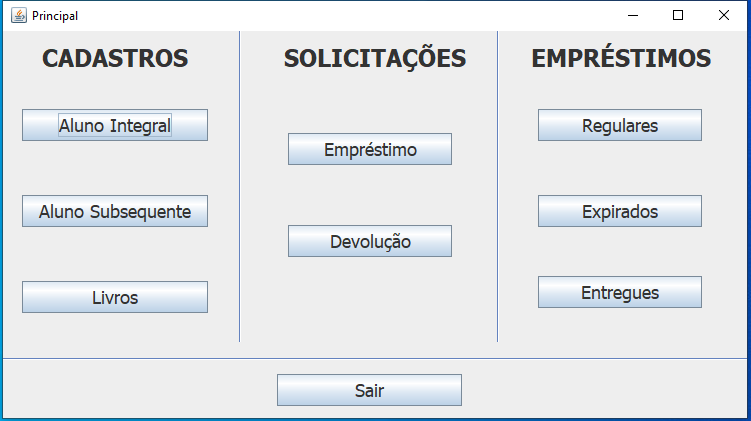 Principal
CADASTROS
Aluno Integral
Aluno Subsequente
Livros
SOLICITAÇÕES
Empréstimo
Devolução
EMPRÉSTIMOS
Regulares
Expirados
Entregues
Sair